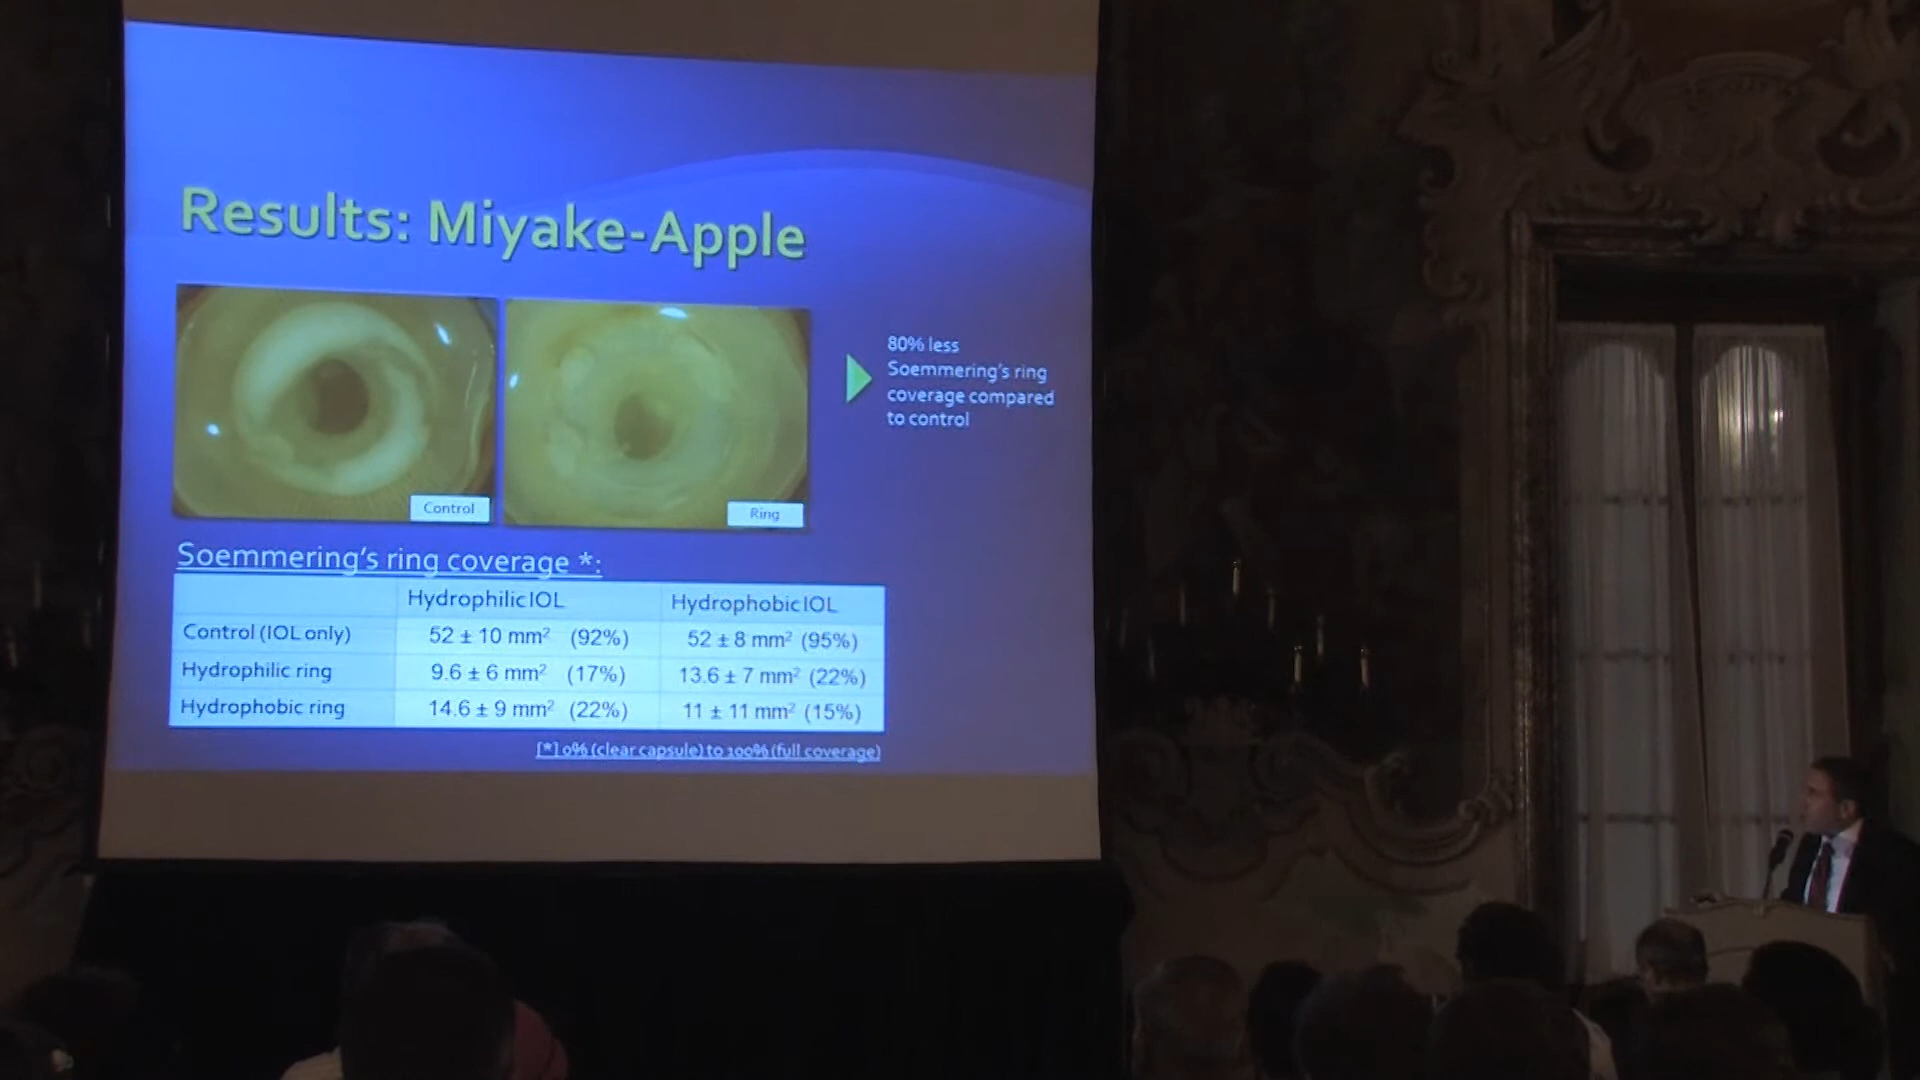 Results: Miyake-Apple
80% less
Soemmering's ring
coverage compared
to control
Control
Ring
Soemmering's ring coverage *:
Hydrophilic IOL Hydrophobic IOL
Control (IOL only) 52 ± 10 mm² (92%) 52 ± 8 mm² (95%)
Hydrophilic ring 9.6 ± 6 mm² (17%) 13.6 ± 7 mm² (22%)
Hydrophobic ring 14.6 ± 9 mm² (22%) 11 ± 11 mm² (15%)
[*] 0% (clear capsule) to 100% (full coverage)